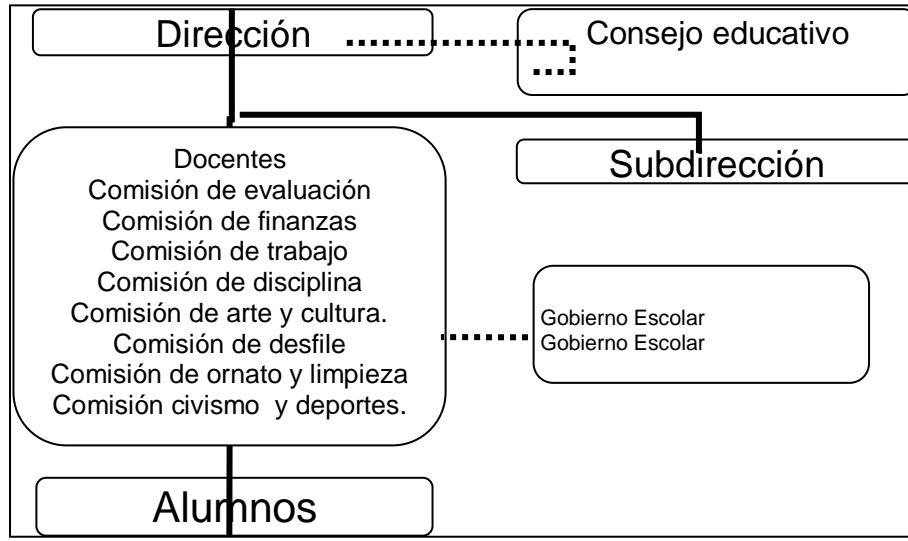 Dirección
Consejo educativo
Subdirección
Docentes
Comisión de evaluación
Comisión de finanzas
Comisión de trabajo
Comisión de disciplina
Comisión de arte y cultura.
Comisión de desfile
Comisión de ornato y limpieza
Comisión civismo y deportes.
Gobierno Escolar
Gobierno Escolar
Alumnos